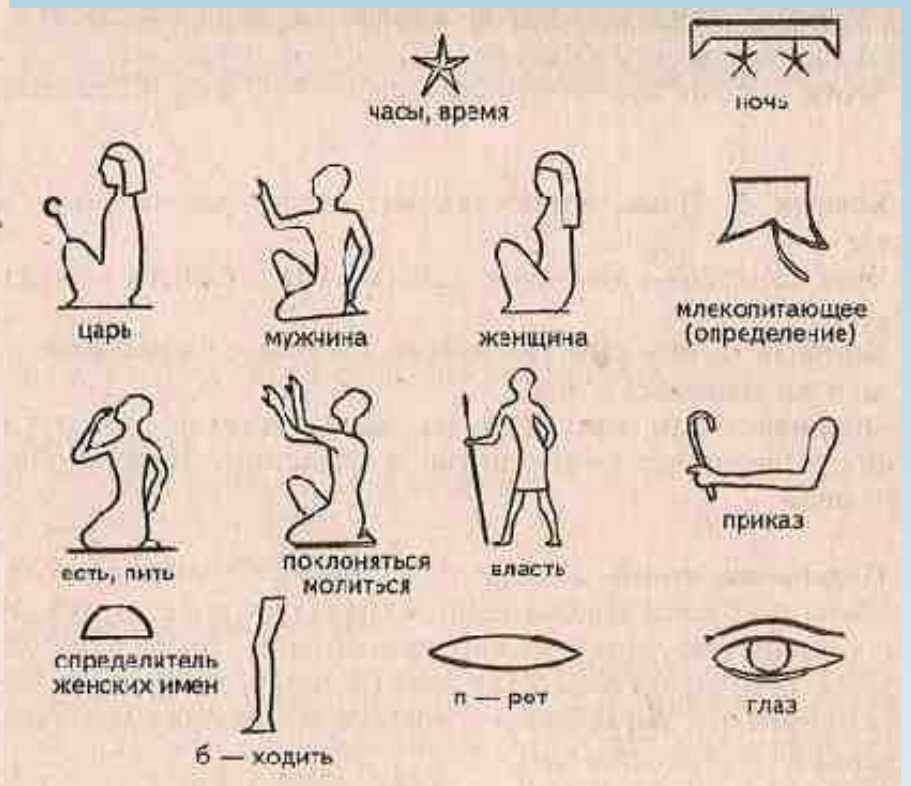 часы, время
ночь
царь
мужчина
женщина
млекопитающее
(определение)
есть, пить
поклоняться
молиться
власть
приказ
определитель
женских имен
б — ходить
п — рот
глаз